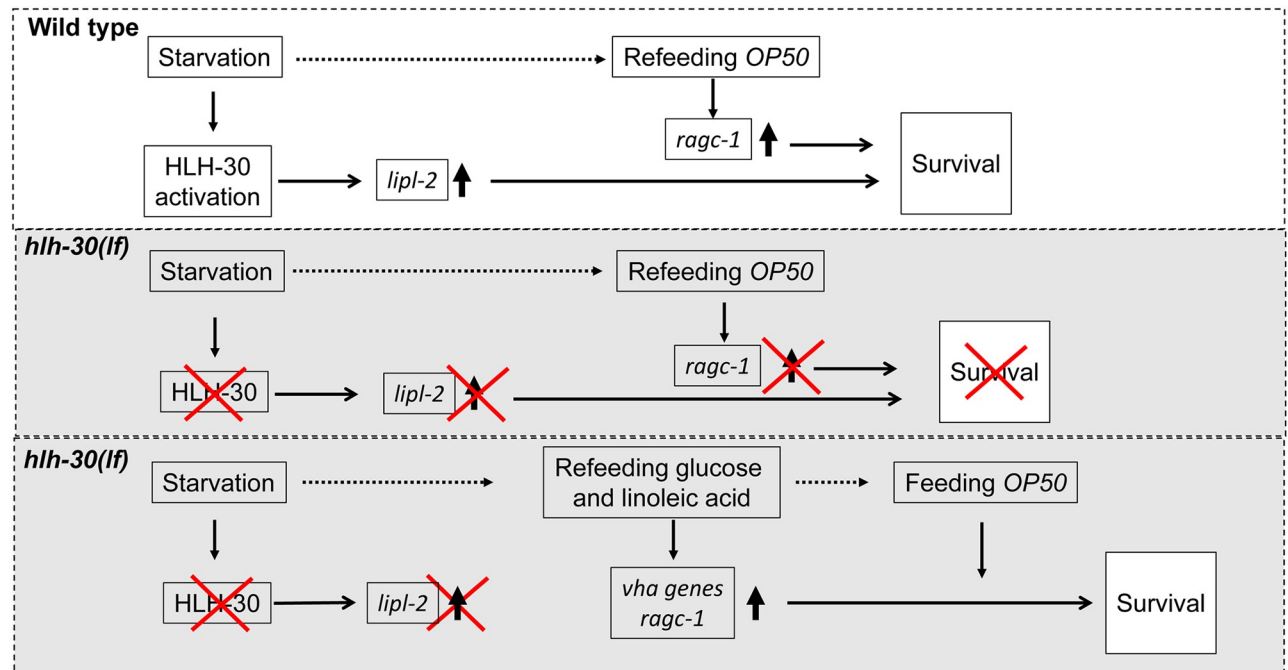 Wild type
Starvation
Refeeding OP50
ragc-1
HLH-30
activation
lipl-2
Survival
hlh-30(lf)
Starvation
Refeeding OP50
ragc-1
HLH-30
lipl-2
Survival
hlh-30(lf)
Starvation
Refeeding glucose
and linoleic acid
Feeding OP50
HLH-30
lipl-2
vha genes
ragc-1
Survival